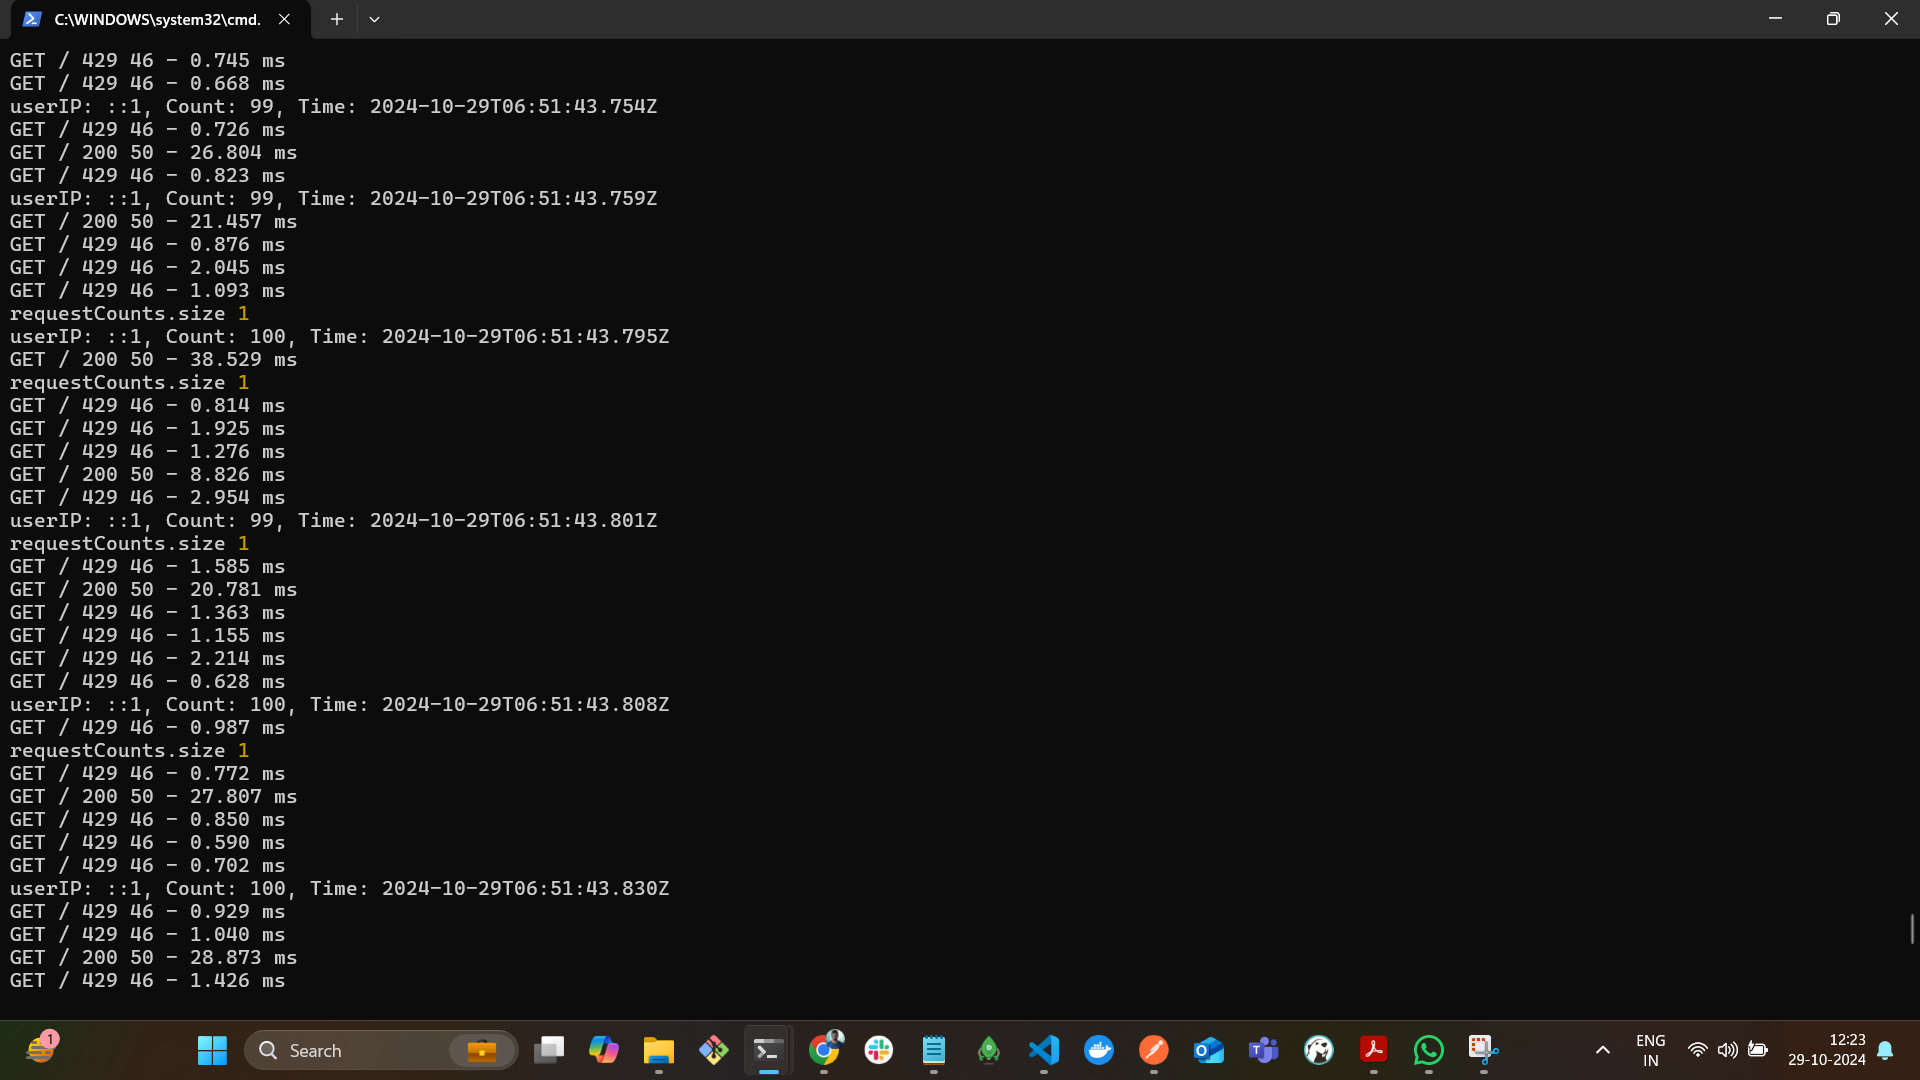 C:\WINDOWS\system32\cmd.
GET / 429 46 - 0.745 ms
GET / 429 46 - 0.668 ms
userIP: ::1, Count: 99, Time: 2024-10-29T06:51:43.754Z
GET / 429 46 - 0.726 ms
GET / 200 50 - 26.804 ms
GET / 429 46 - 0.823 ms
userIP: ::1, Count: 99, Time: 2024-10-29T06:51:43.759Z
GET / 200 50 - 21.457 ms
GET / 429 46 - 0.876 ms
GET / 429 46 - 2.045 ms
GET / 429 46 - 1.093 ms
requestCounts.size 1
userIP: ::1, Count: 100, Time: 2024-10-29T06:51:43.795Z
GET / 200 50 - 38.529 ms
requestCounts.size 1
GET / 429 46 - 0.814 ms
GET / 429 46 - 1.925 ms
GET / 429 46 - 1.276 ms
GET / 200 50 - 8.826 ms
GET / 429 46 - 2.954 ms
userIP: ::1, Count: 99, Time: 2024-10-29T06:51:43.801Z
requestCounts.size 1
GET / 429 46 - 1.585 ms
GET / 200 50 - 20.781 ms
GET / 429 46 - 1.363 ms
GET / 429 46 - 1.155 ms
GET / 429 46 - 2.214 ms
GET / 429 46 - 0.628 ms
userIP: ::1, Count: 100, Time: 2024-10-29T06:51:43.808Z
GET / 429 46 - 0.987 ms
requestCounts.size 1
GET / 429 46 - 0.772 ms
GET / 200 50 - 27.807 ms
GET / 429 46 - 0.850 ms
GET / 429 46 - 0.590 ms
GET / 429 46 - 0.702 ms
userIP: ::1, Count: 100, Time: 2024-10-29T06:51:43.830Z
GET / 429 46 - 0.929 ms
GET / 429 46 - 1.040 ms
GET / 200 50 - 28.873 ms
GET / 429 46 - 1.426 ms
1
Search
ENG
IN
12:23
29-10-2024